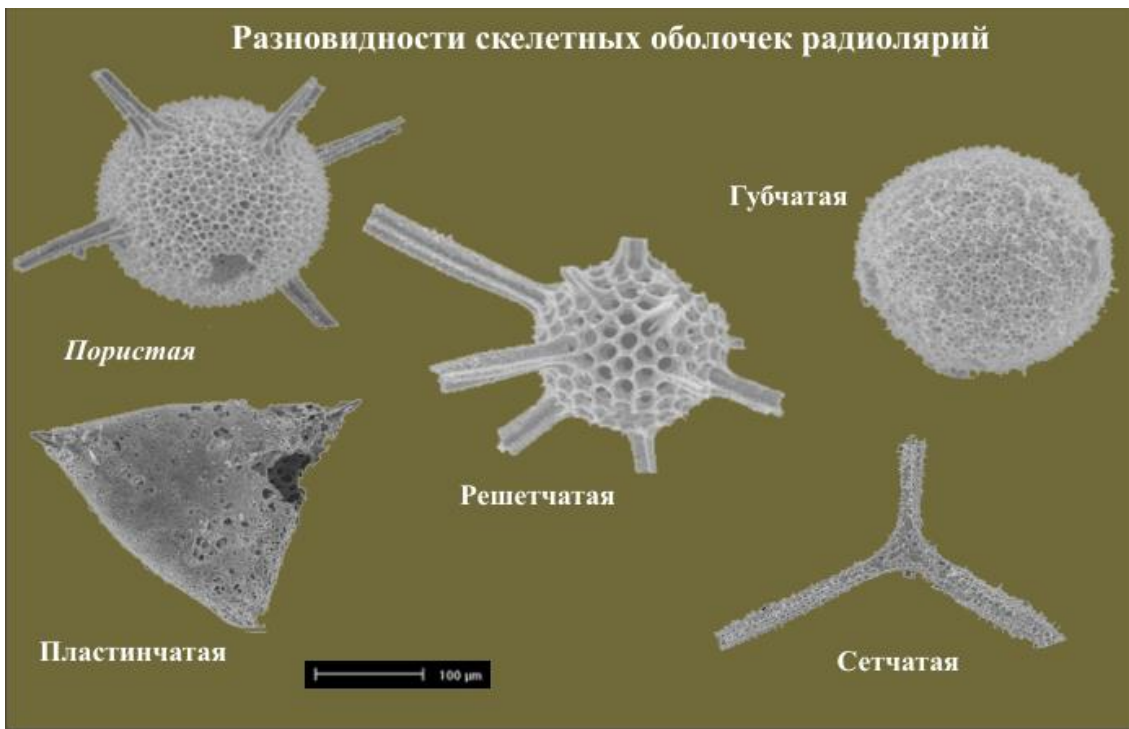 Разновидности скелетных оболочек радиолярий
Губчатая
Пористая
Решетчатая
Пластинчатая
Сетчатая
100 µm